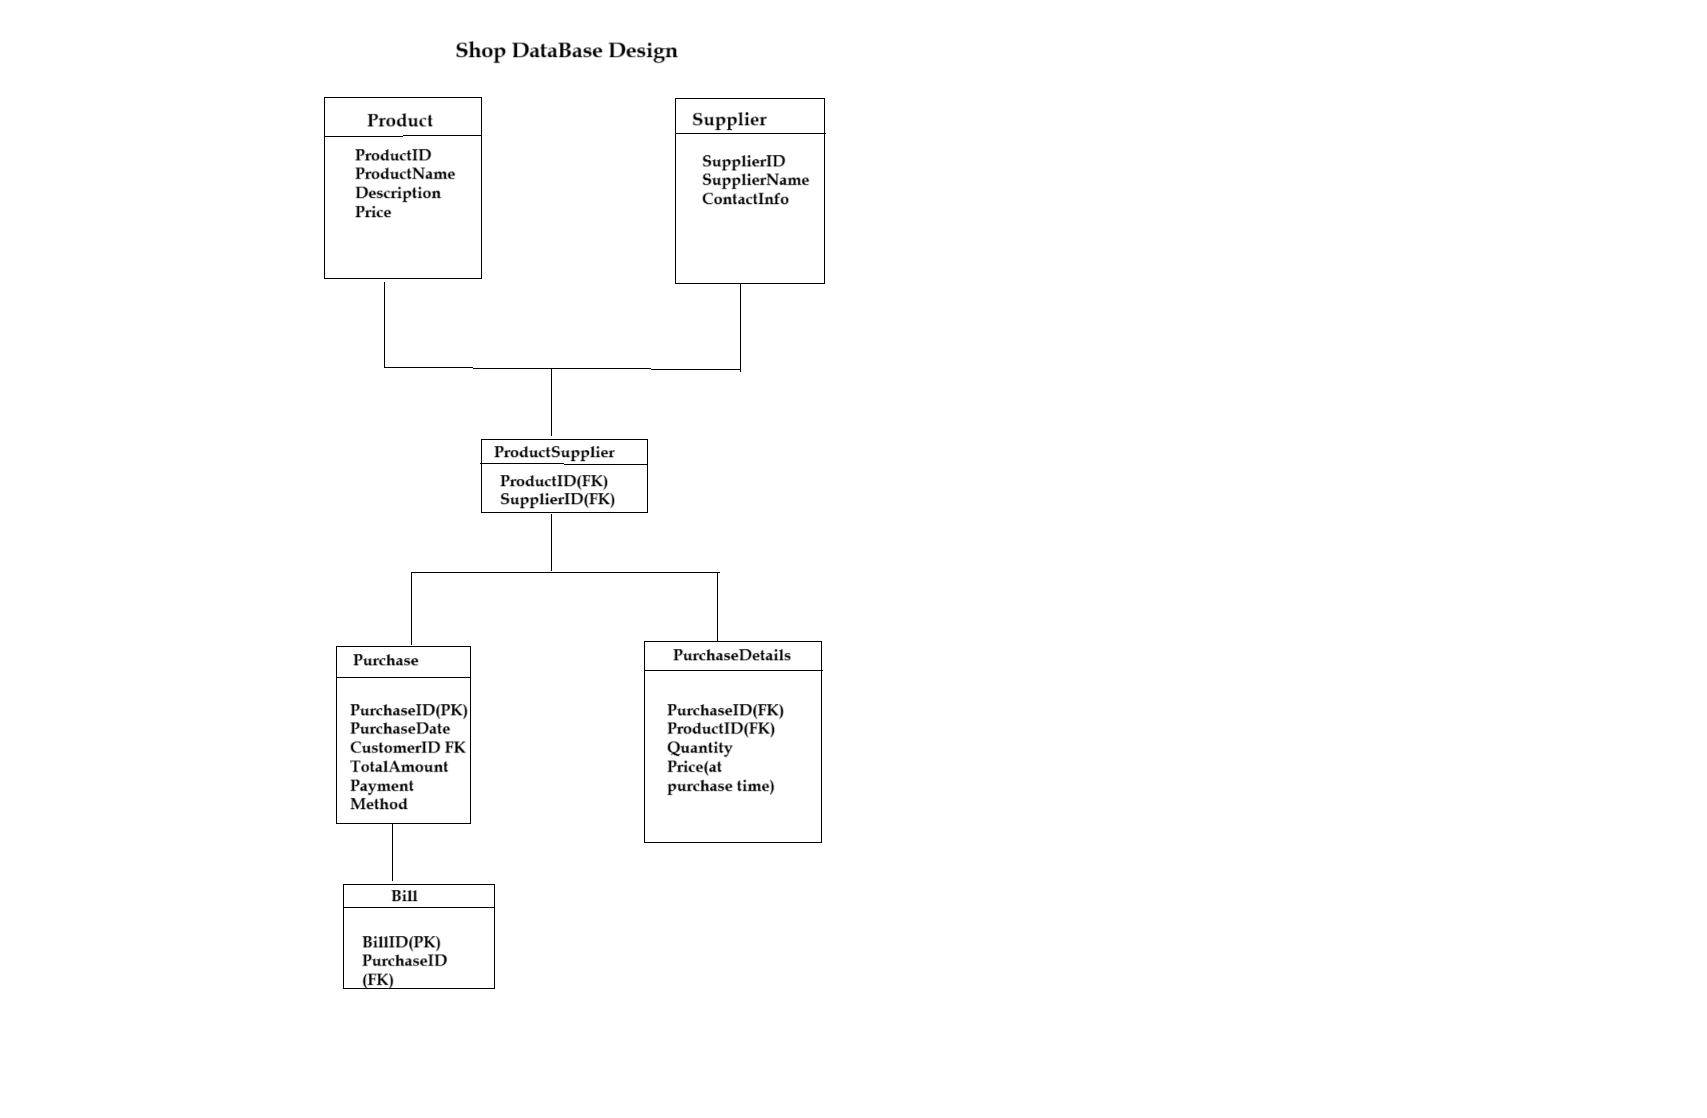 Shop DataBase Design
Product
ProductID
ProductName
Description
Price
Supplier
SupplierID
SupplierName
ContactInfo
ProductSupplier
ProductID(FK)
SupplierID(FK)
Purchase
PurchaseID(PK)
PurchaseDate
CustomerID FK
TotalAmount
Payment
Method
PurchaseDetails
PurchaseID(FK)
ProductID(FK)
Quantity
Price(at
purchase time)
Bill
BillID(PK)
PurchaseID
(FK)